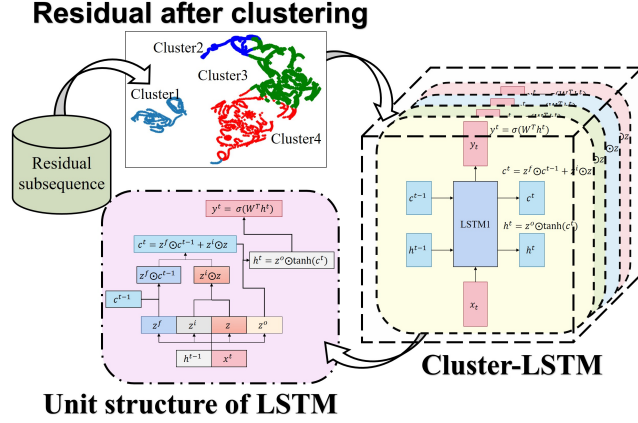 Residual after clustering
Cluster2
Cluster3
Cluster1
Cluster4
Residual
subsequence
y^t = σ(W^T h^t)
c^t = z^f⊙c^{t−1} + z^i⊙z
h^t = z^o⊙tanh(c^t)
z^f⊙c^{t−1}
z^i⊙z
c^{t−1}
z^f
z^i
z
z^o
h^{t−1}
x^t
Unit structure of LSTM
y^t = σ(W^T h^t)
y_t
c^t = z^f⊙c^{t−1} + z^i⊙z
c^{t−1}
LSTM1
c^t
h^t = z^o⊙tanh(c^t)
h^{t−1}
h^t
x_t
⊙z
⊙z
⊙z
Cluster-LSTM